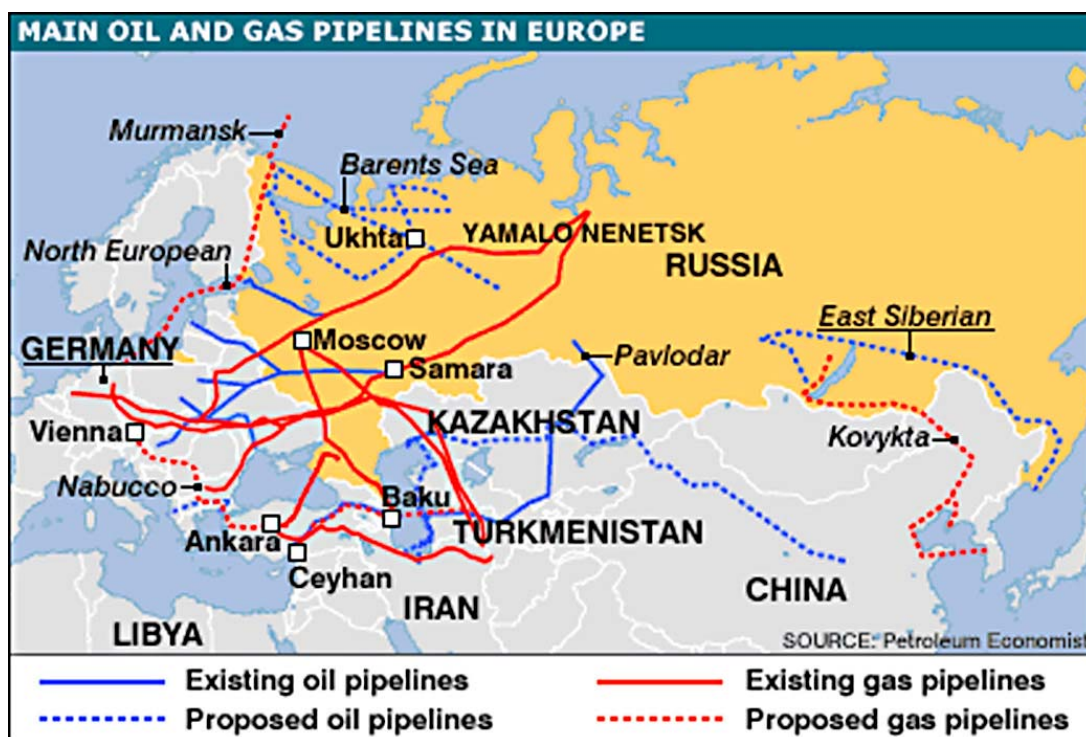 MAIN OIL AND GAS PIPELINES IN EUROPE
Murmansk
Barents Sea
Ukhta
YAMALO NENETSK
North European
RUSSIA
East Siberian
Moscow
GERMANY
Pavlodar
Samara
KAZAKHSTAN
Vienna
Kovykta
Nabucco
Baku
TURKMENISTAN
Ankara
Ceyhan
CHINA
IRAN
LIBYA
SOURCE: Petroleum Economist
Existing oil pipelines
Existing gas pipelines
Proposed oil pipelines
Proposed gas pipelines